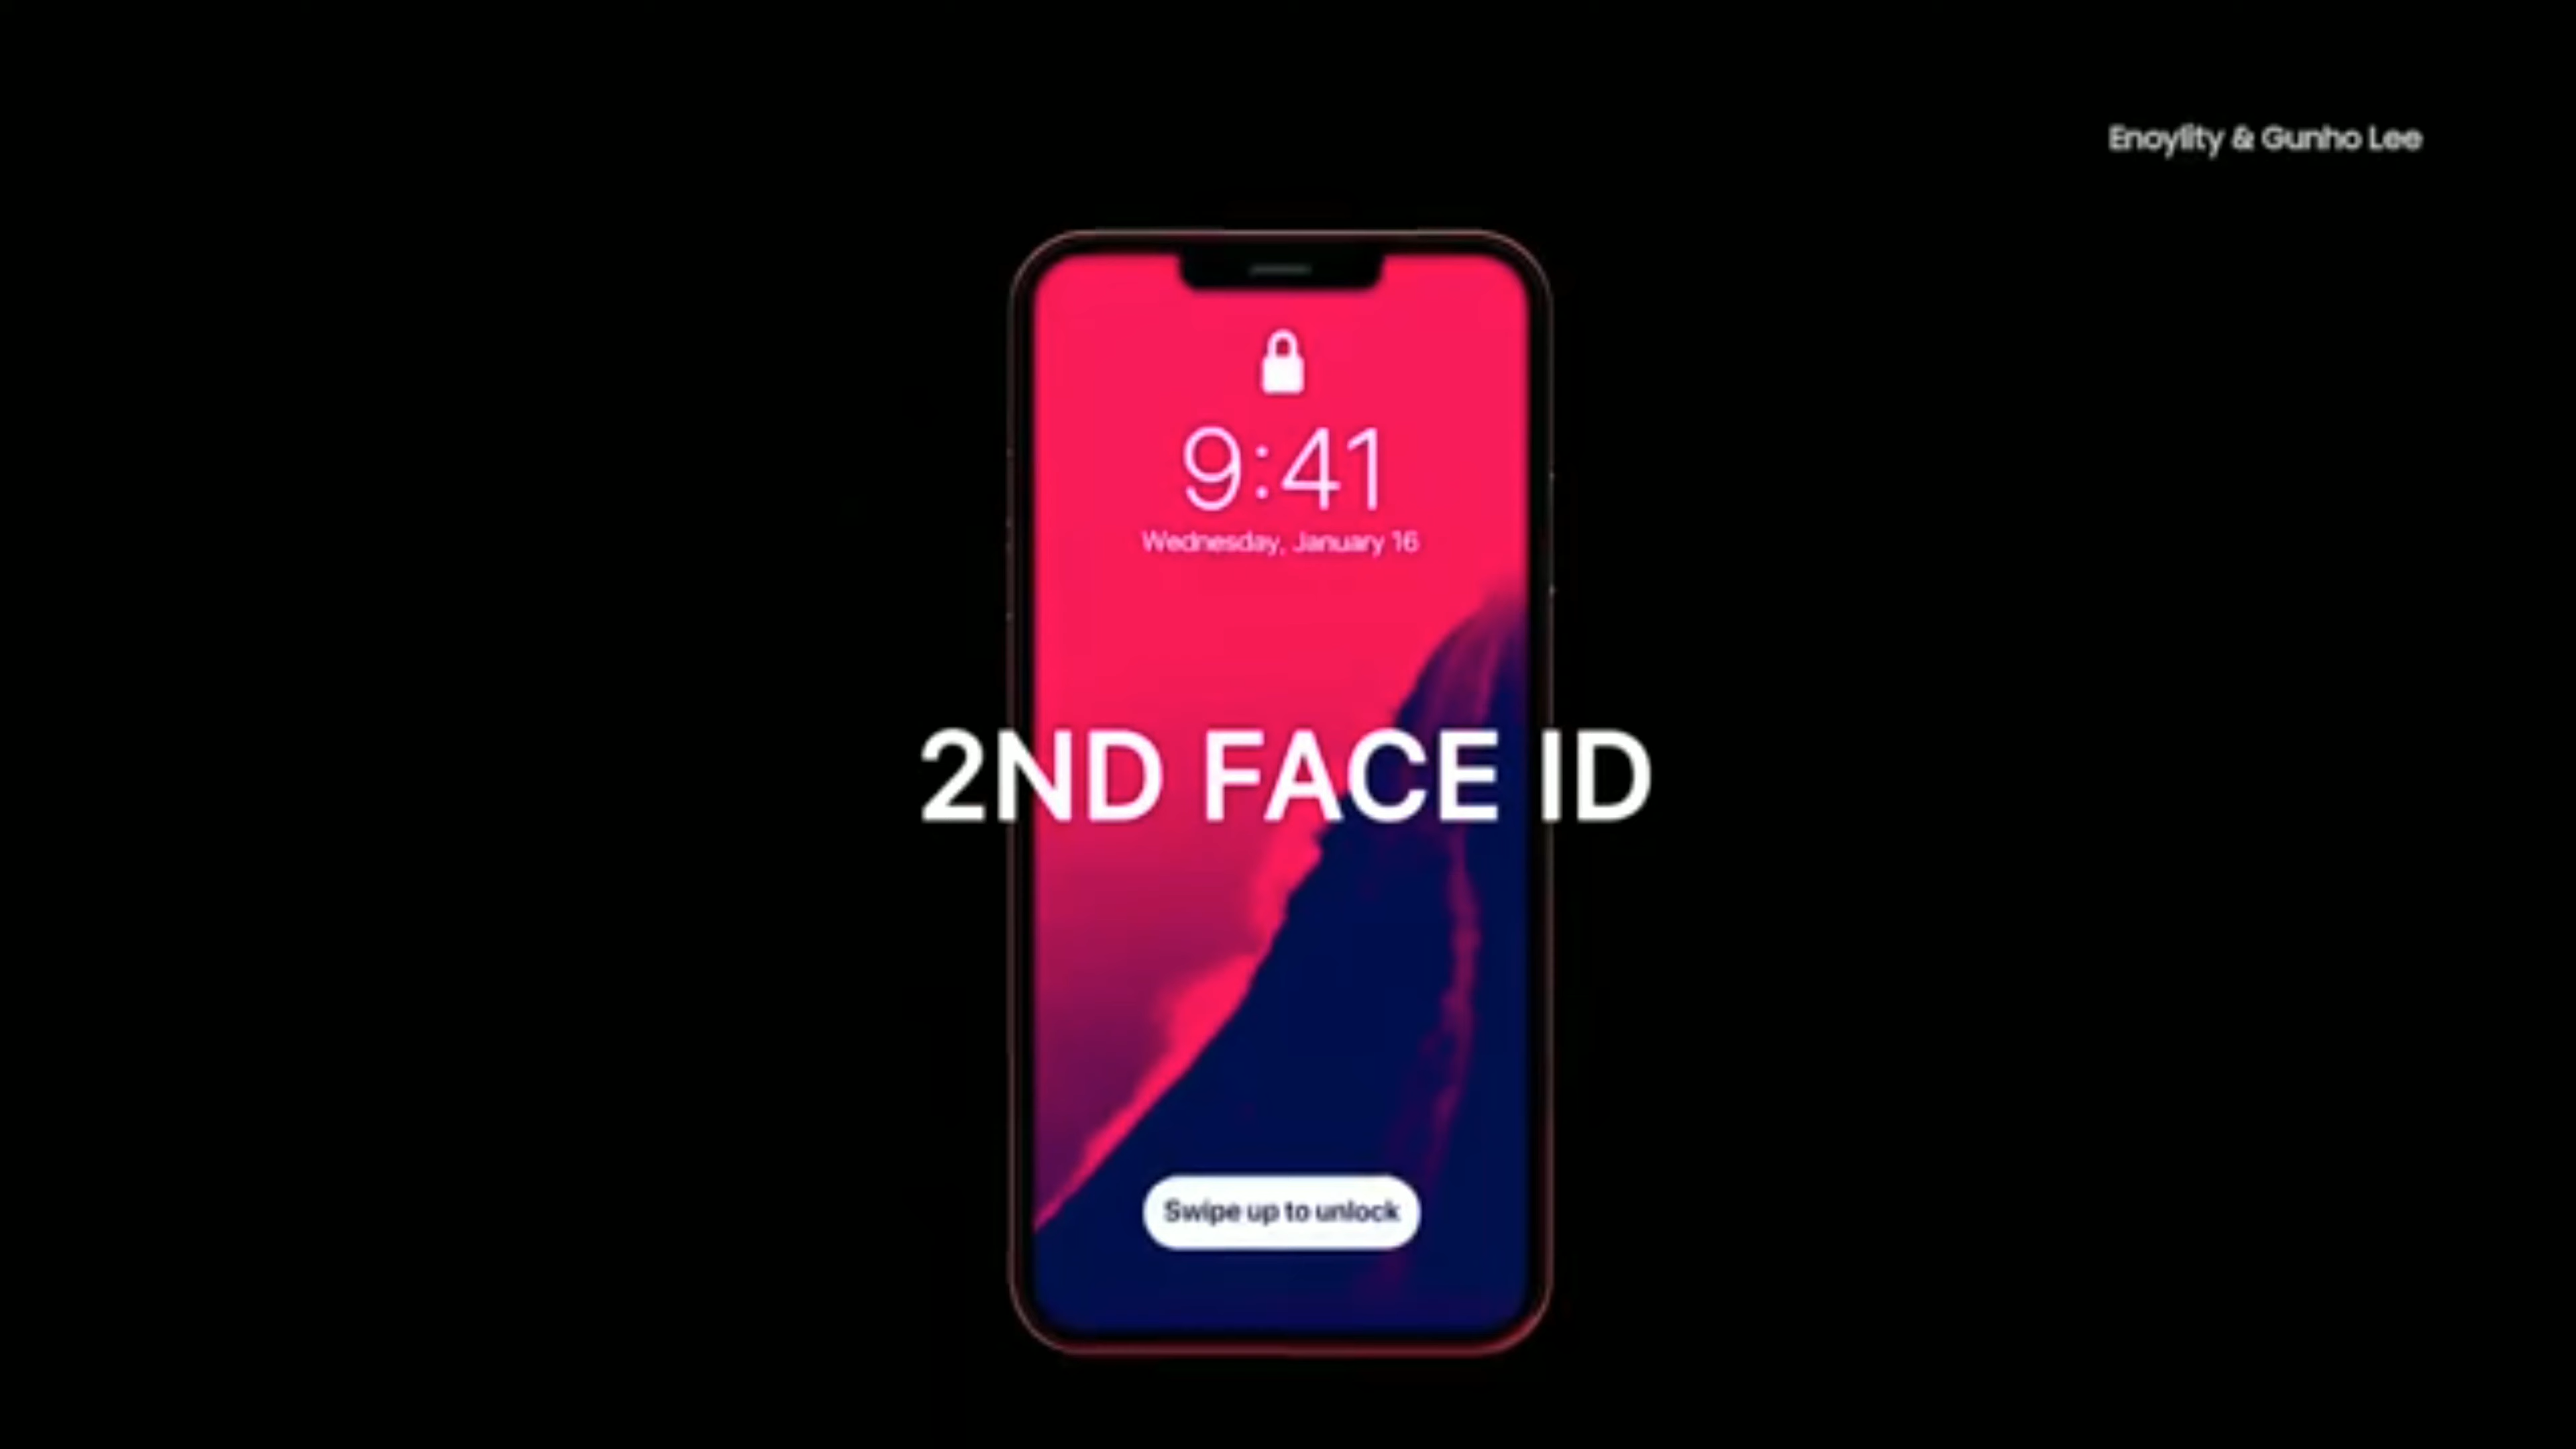 Enoylity & Gunho Lee
9:41
Wednesday, January 16
2ND FACE ID
Swipe up to unlock